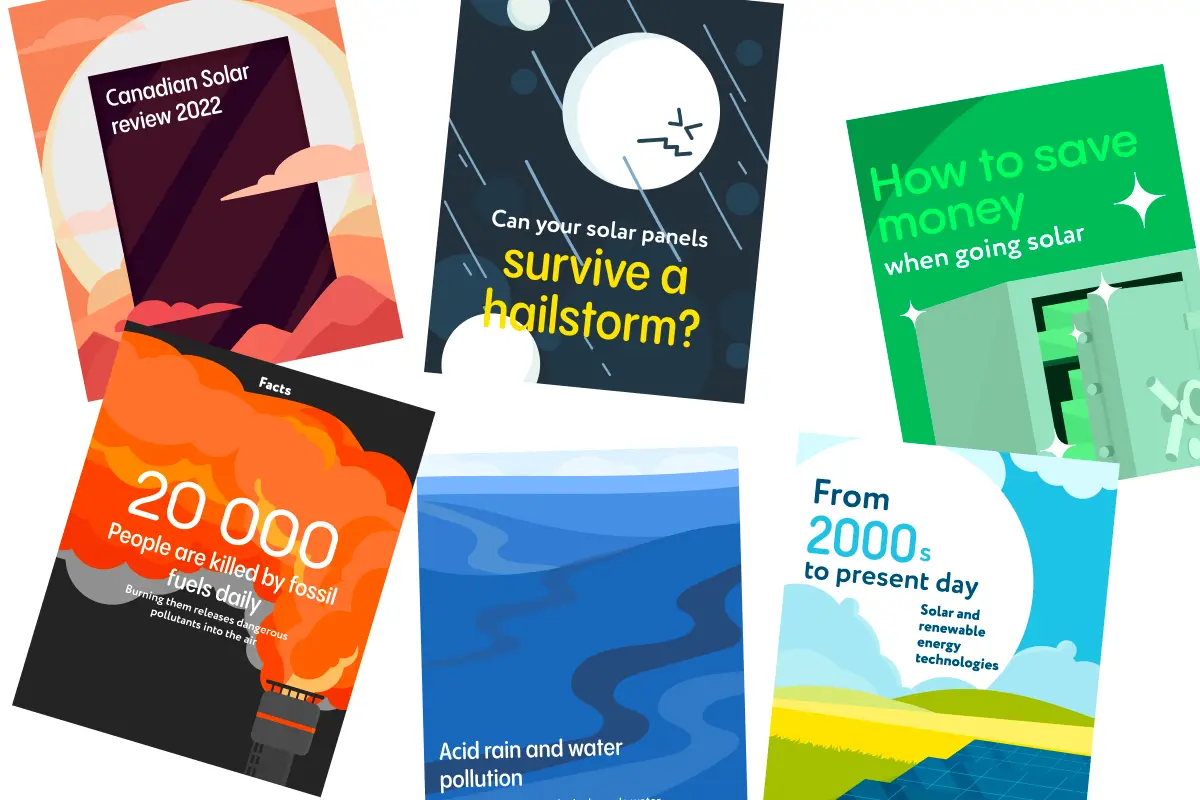 Canadian Solar
review 2022
Can your solar panels
survive a
hailstorm?
How to save
money
when going solar
Facts
20 000
People are killed by fossil
fuels daily
Burning them releases dangerous
pollutants into the air
Acid rain and water
pollution
From
2000s
to present day
Solar and
renewable
energy
technologies